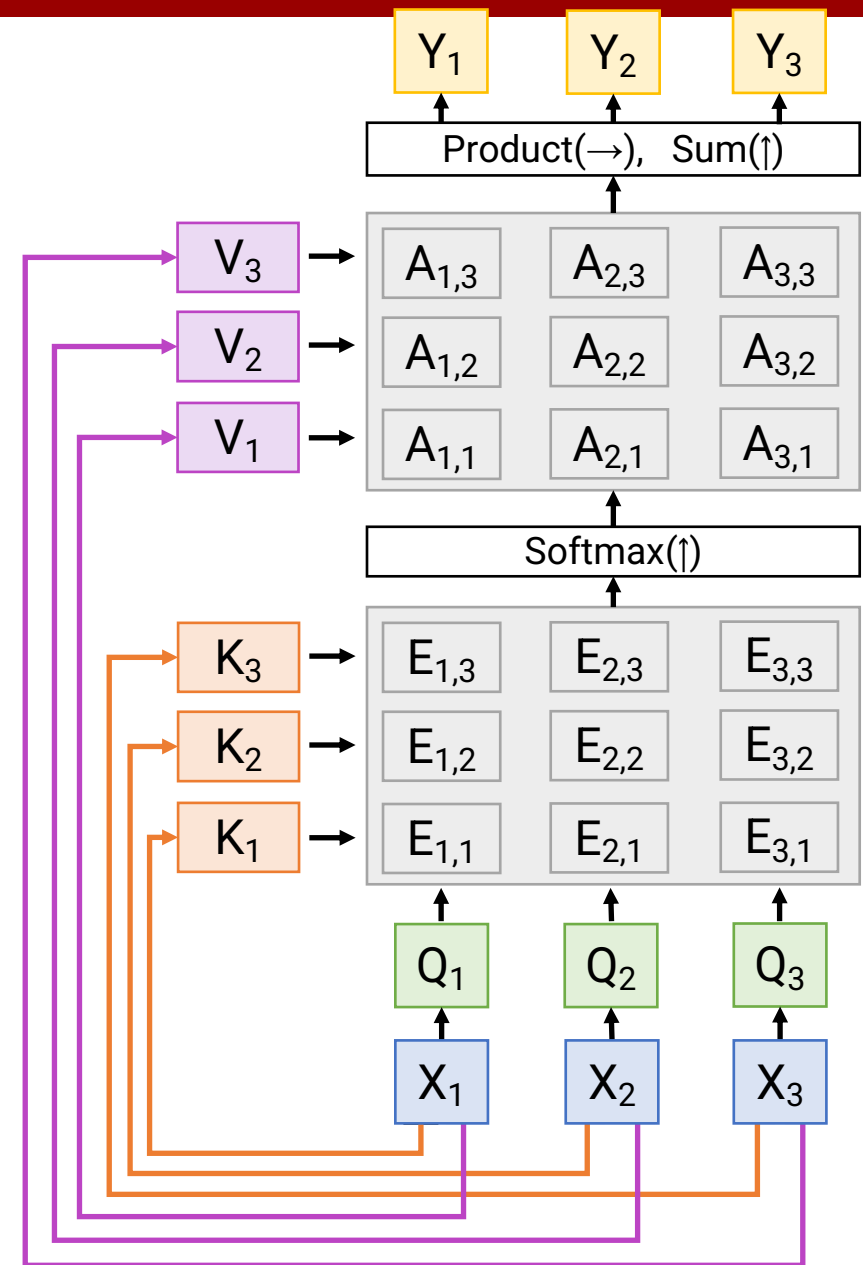 Y₁ Y₂ Y₃
Product(→), Sum(↑)
V₃ A₁,₃ A₂,₃ A₃,₃
V₂ A₁,₂ A₂,₂ A₃,₂
V₁ A₁,₁ A₂,₁ A₃,₁
Softmax(↑)
K₃ E₁,₃ E₂,₃ E₃,₃
K₂ E₁,₂ E₂,₂ E₃,₂
K₁ E₁,₁ E₂,₁ E₃,₁
Q₁ Q₂ Q₃
X₁ X₂ X₃